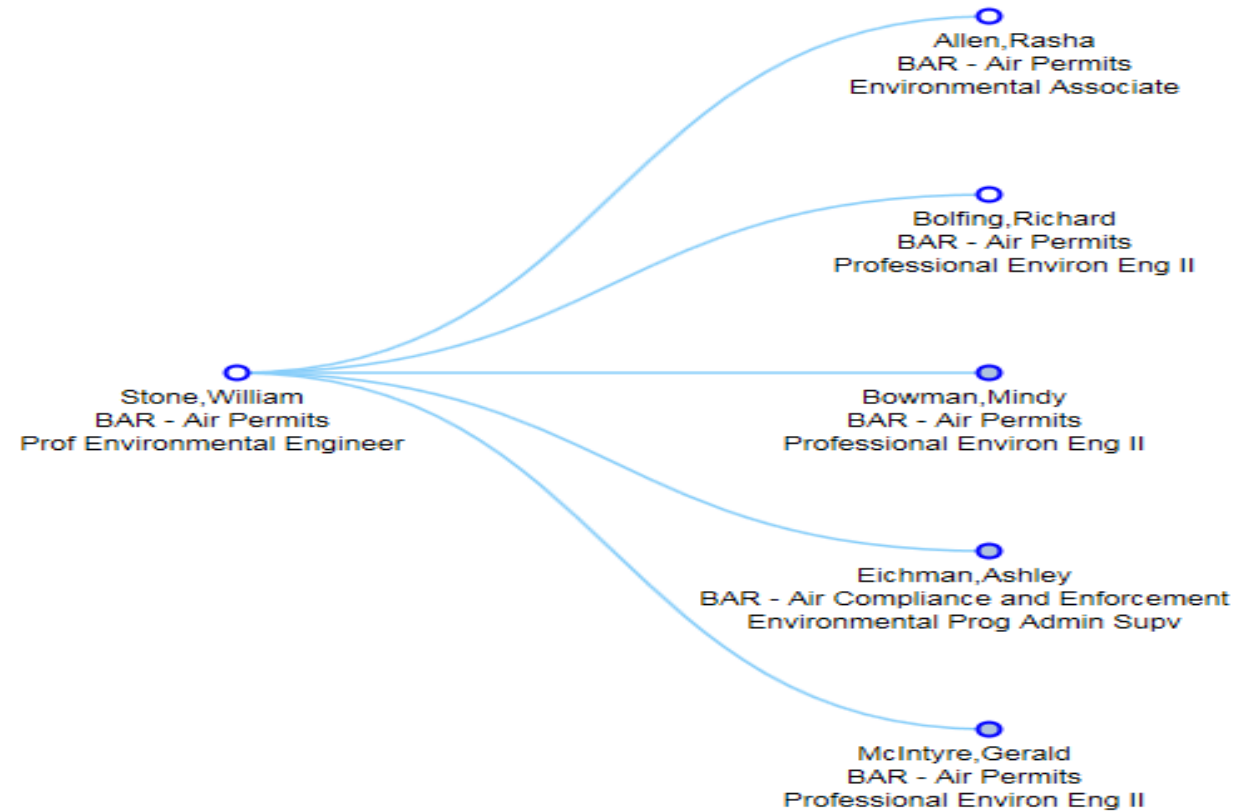 Allen,Rasha
BAR - Air Permits
Environmental Associate
Bolfing,Richard
BAR - Air Permits
Professional Environ Eng II
Stone,William
BAR - Air Permits
Prof Environmental Engineer
Bowman,Mindy
BAR - Air Permits
Professional Environ Eng II
Eichman,Ashley
BAR - Air Compliance and Enforcement
Environmental Prog Admin Supv
McIntyre,Gerald
BAR - Air Permits
Professional Environ Eng II